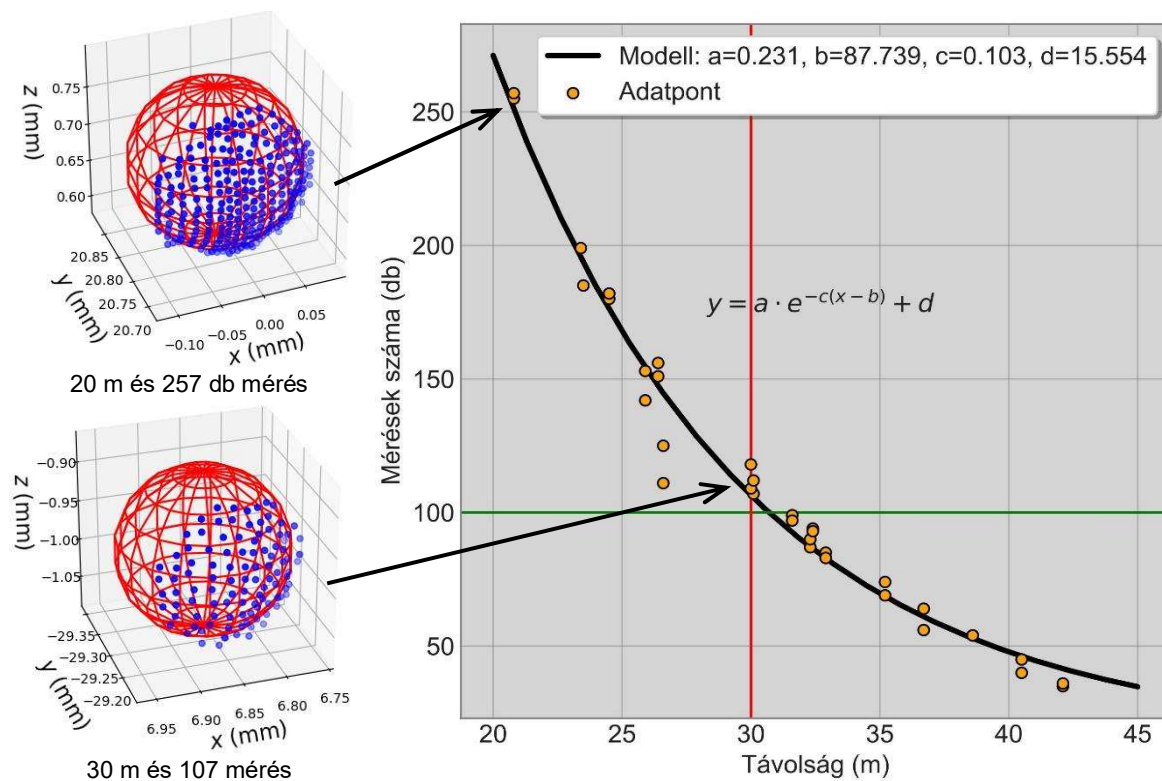 z (mm)
0.75
0.70
0.65
0.60
20.85
20.80
20.75
20.70
y (mm)
−0.10
−0.05
0.00
0.05
x (mm)
20 m és 257 db mérés
z (mm)
−0.90
−0.95
−1.00
−1.05
−29.35
−29.30
−29.25
−29.20
y (mm)
6.95
6.90
6.85
6.80
6.75
x (mm)
30 m és 107 mérés
Modell: a=0.231, b=87.739, c=0.103, d=15.554
Adatpont
y = a · e^{−c(x − b)} + d
Mérések száma (db)
250
200
150
100
50
20 25 30 35 40 45
Távolság (m)